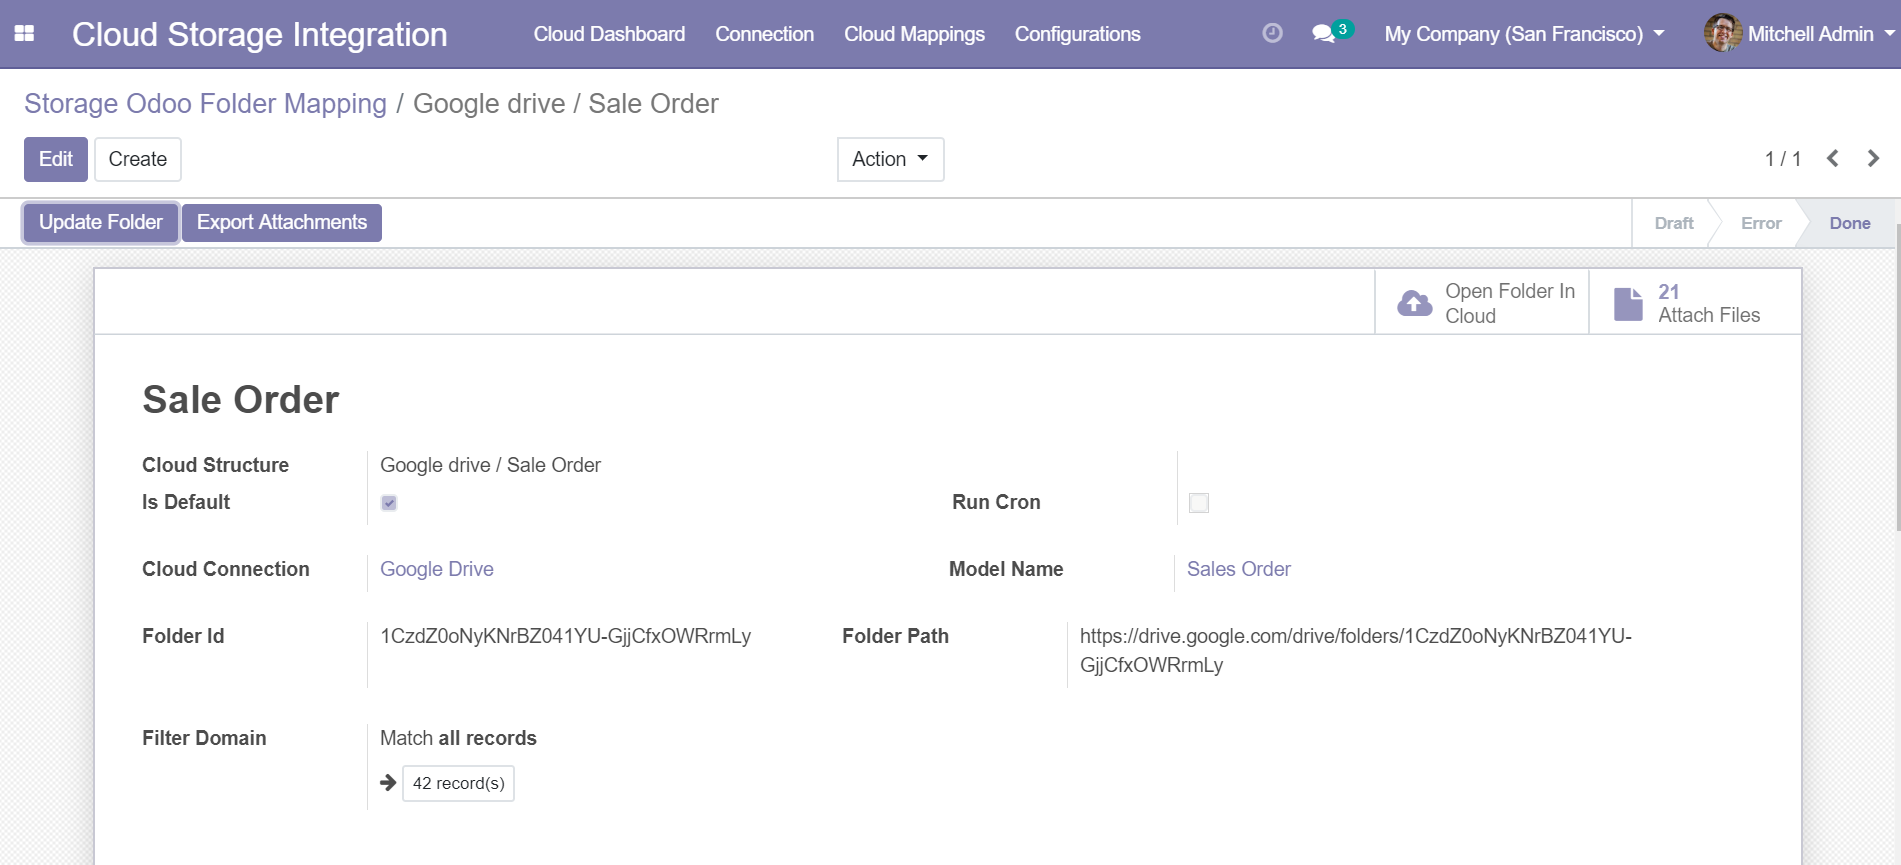 Cloud Storage Integration Cloud Dashboard Connection Cloud Mappings Configurations 3 My Company (San Francisco) Mitchell Admin
Storage Odoo Folder Mapping / Google drive / Sale Order
Edit Create Action 1 / 1
Update Folder Export Attachments Draft Error Done
Open Folder In
Cloud
21
Attach Files
Sale Order
Cloud Structure Google drive / Sale Order
Is Default Run Cron
Cloud Connection Google Drive Model Name Sales Order
Folder Id 1CzdZ0oNyKNrBZ041YU-GjjCfxOWRrmLy Folder Path https://drive.google.com/drive/folders/1CzdZ0oNyKNrBZ041YU-
GjjCfxOWRrmLy
Filter Domain Match all records
42 record(s)